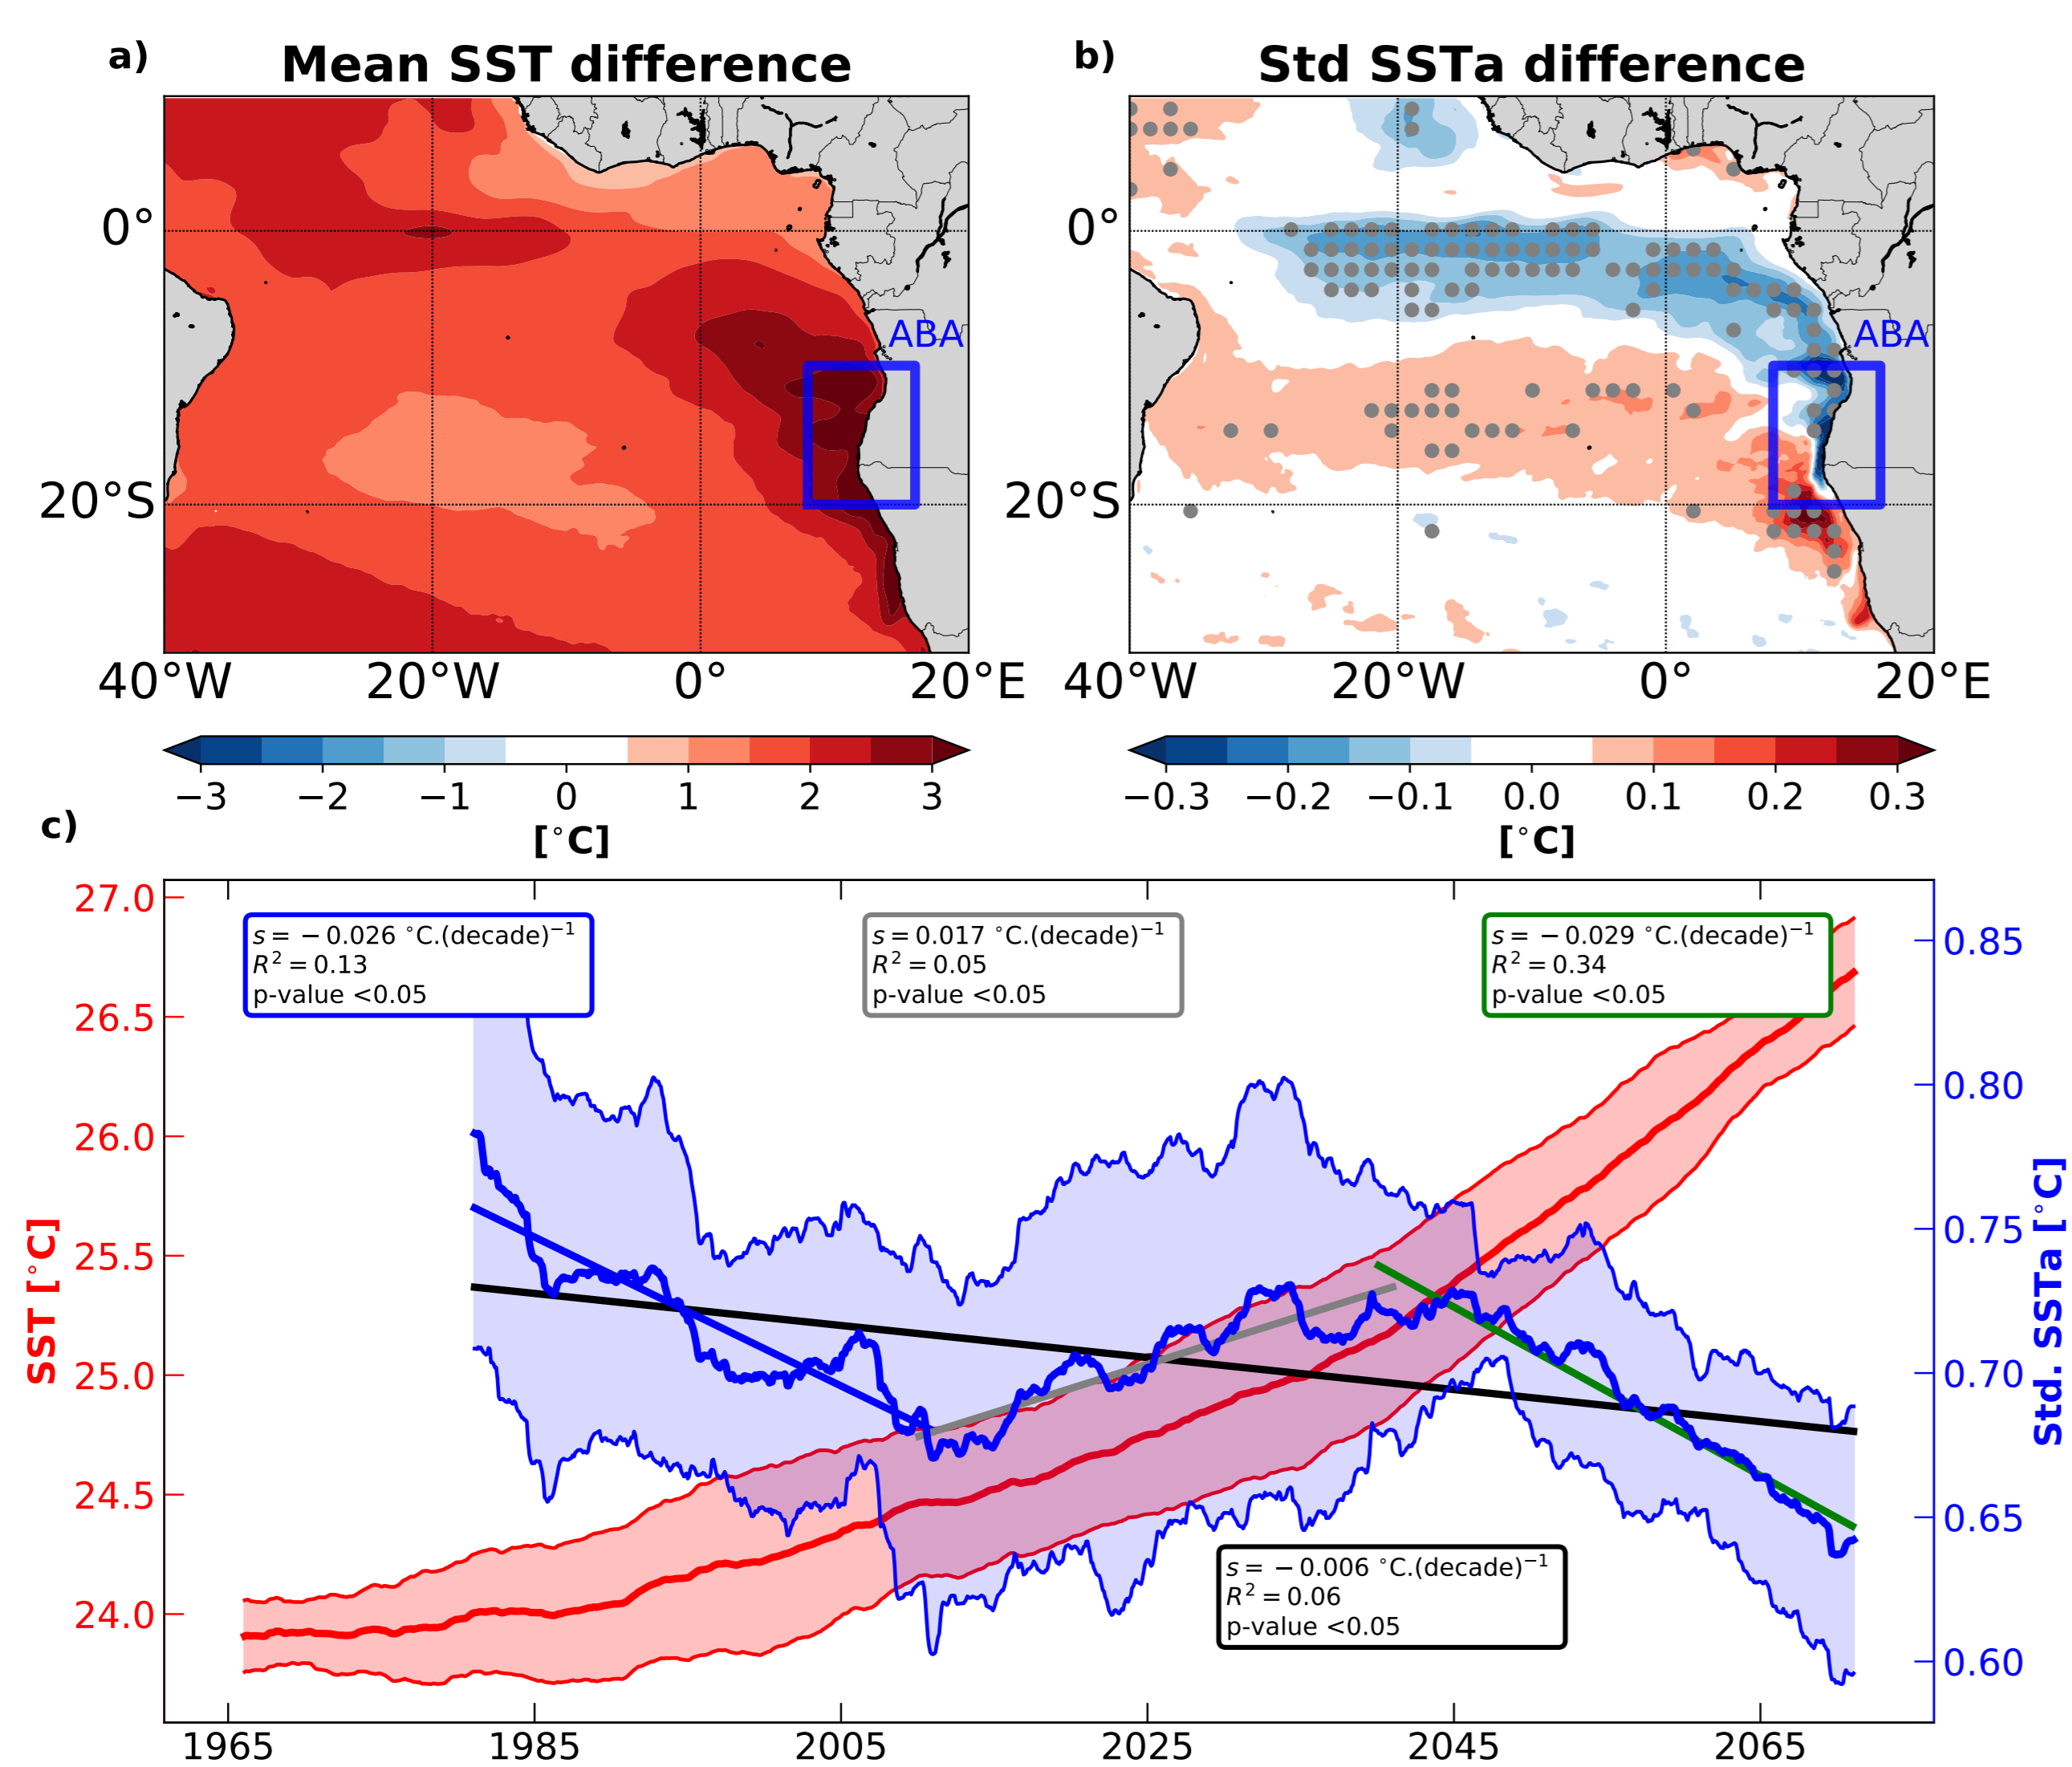 a)
Mean SST difference
b)
Std SSTa difference
0°
20°S
ABA
40°W
20°W
0°
20°E
0°
20°S
ABA
40°W
20°W
0°
20°E
−3
−2
−1
0
1
2
3
[°C]
−0.3
−0.2
−0.1
0.0
0.1
0.2
0.3
[°C]
c)
27.0
26.5
26.0
25.5
25.0
24.5
24.0
SST [°C]
s = −0.026 °C.(decade)⁻¹
R² = 0.13
p-value <0.05
s = 0.017 °C.(decade)⁻¹
R² = 0.05
p-value <0.05
s = −0.029 °C.(decade)⁻¹
R² = 0.34
p-value <0.05
s = −0.006 °C.(decade)⁻¹
R² = 0.06
p-value <0.05
0.85
0.80
0.75
0.70
0.65
0.60
Std. SSTa [°C]
1965
1985
2005
2025
2045
2065